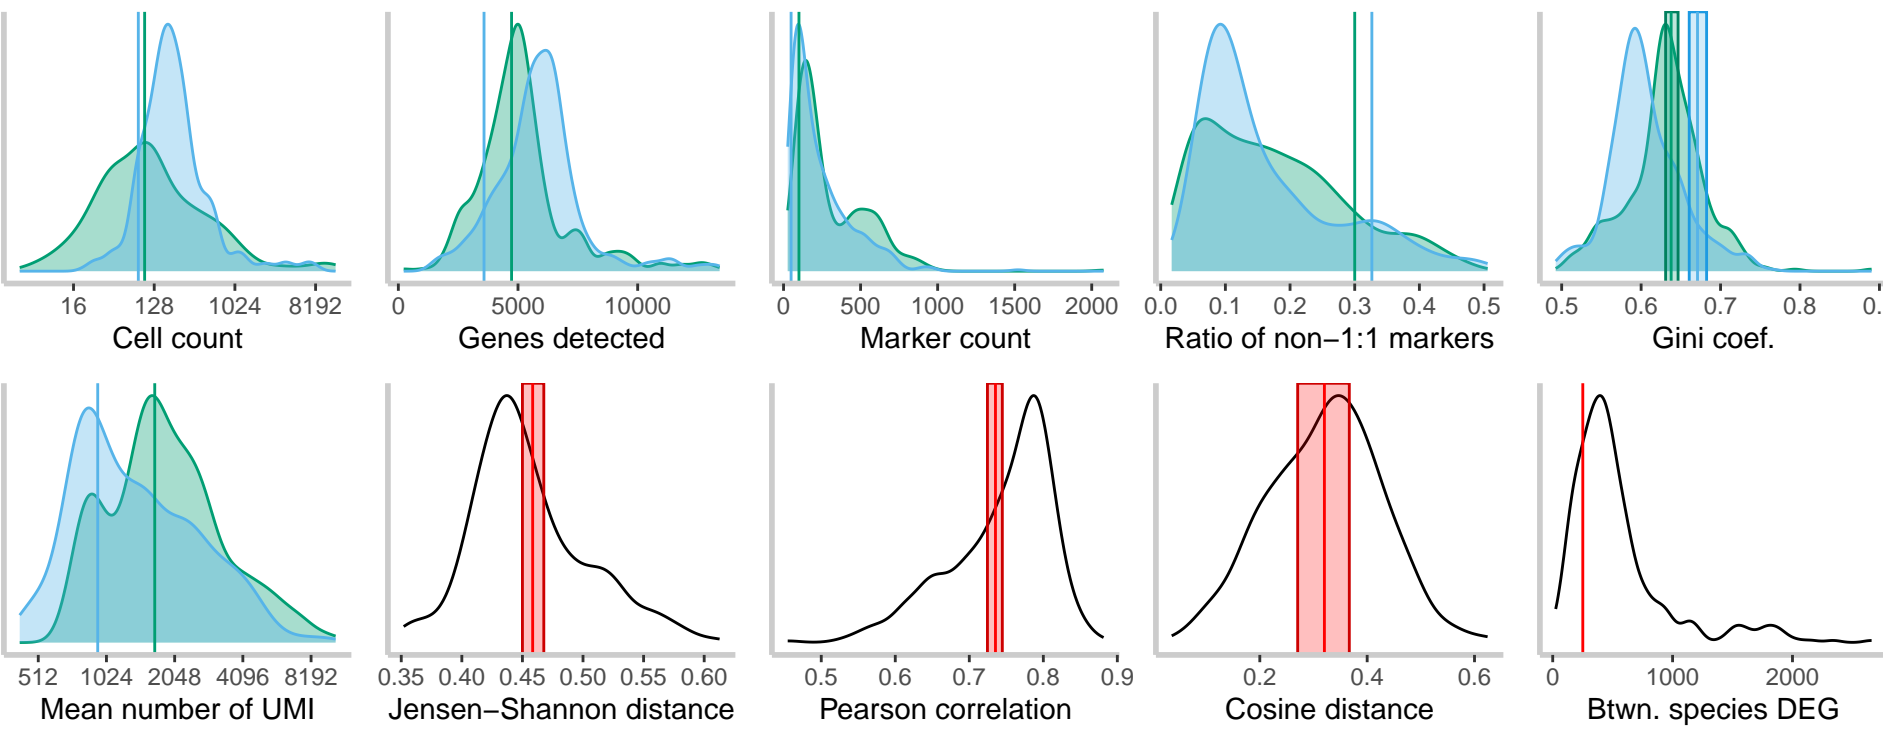 16 128 1024 8192
Cell count
0 5000 10000
Genes detected
0 500 1000 1500 2000
Marker count
0.0 0.1 0.2 0.3 0.4 0.5
Ratio of non−1:1 markers
0.5 0.6 0.7 0.8 0.
Gini coef.
512 1024 2048 4096 8192
Mean number of UMI
0.35 0.40 0.45 0.50 0.55 0.60
Jensen−Shannon distance
0.5 0.6 0.7 0.8 0.9
Pearson correlation
0.2 0.4 0.6
Cosine distance
0 1000 2000
Btwn. species DEG